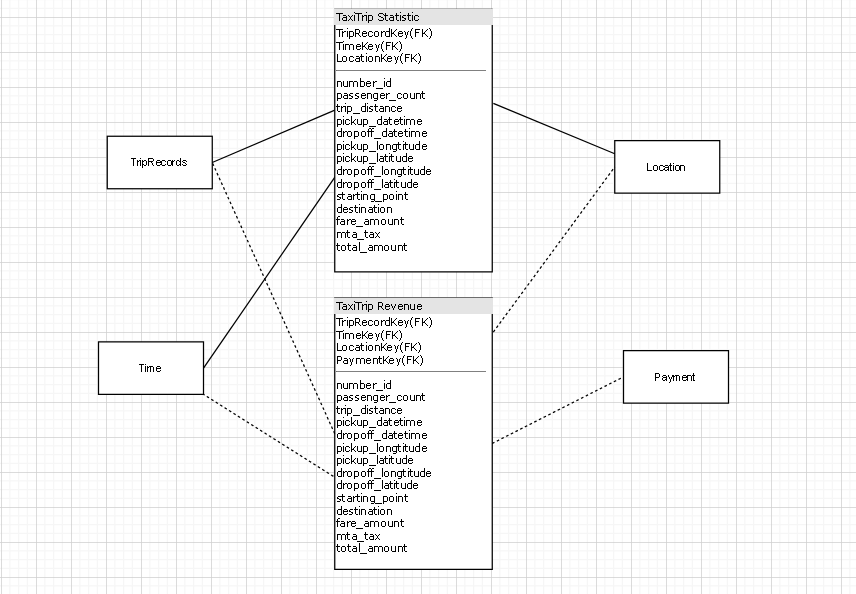 TaxiTrip Statistic
TripRecordKey(FK)
TimeKey(FK)
LocationKey(FK)
number_id
passenger_count
trip_distance
pickup_datetime
dropoff_datetime
pickup_longtitude
pickup_latitude
dropoff_longtitude
dropoff_latitude
starting_point
destination
fare_amount
mta_tax
total_amount
TripRecords
Location
TaxiTrip Revenue
TripRecordKey(FK)
TimeKey(FK)
LocationKey(FK)
PaymentKey(FK)
number_id
passenger_count
trip_distance
pickup_datetime
dropoff_datetime
pickup_longtitude
pickup_latitude
dropoff_longtitude
dropoff_latitude
starting_point
destination
fare_amount
mta_tax
total_amount
Time
Payment